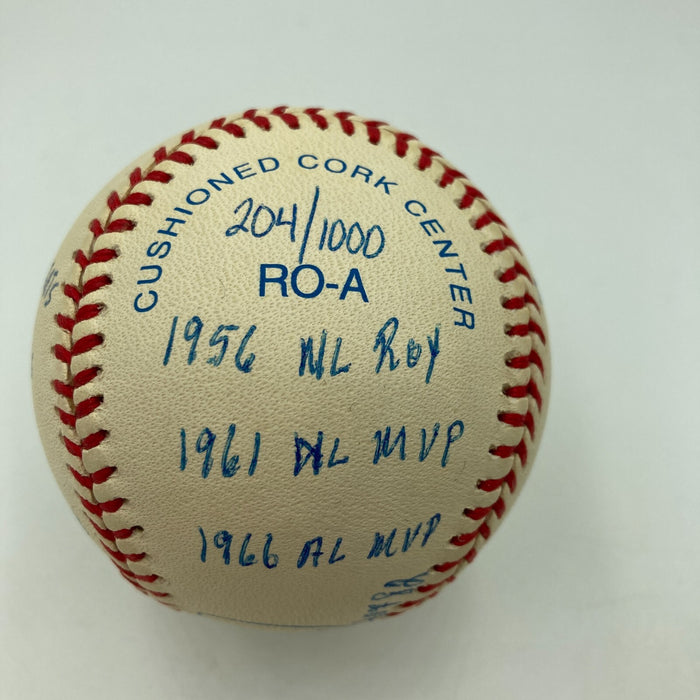 CUSHIONED CORK CENTER
204/1000
RO-A
1956 NL Roy
1961 NL MVP
1966 AL MVP